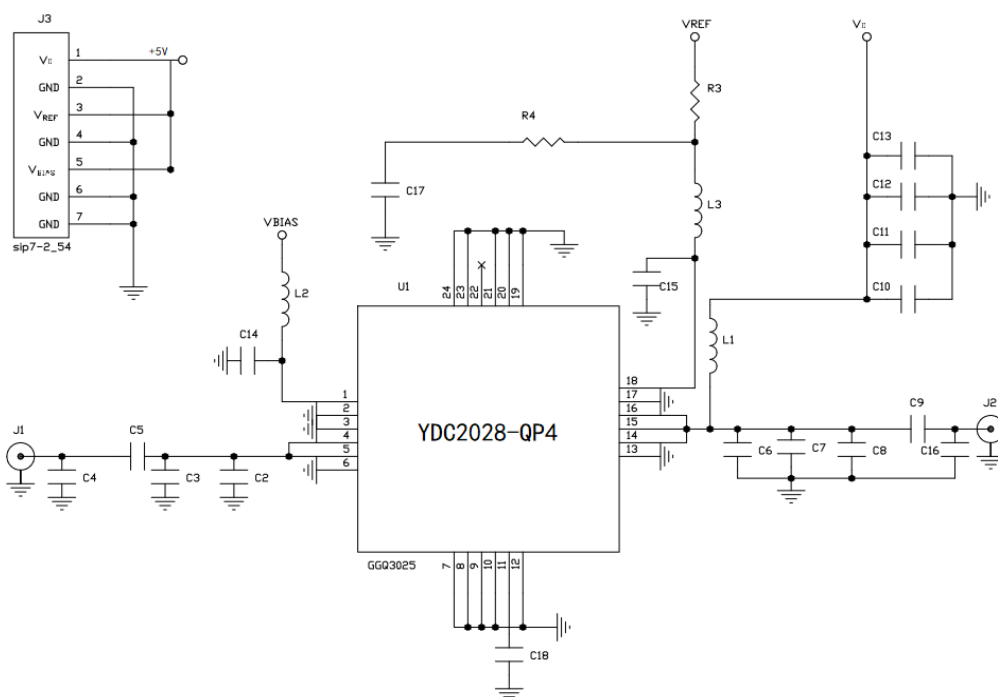 J3
1
+5V
VC
GND
2
VREF
3
GND
4
VBIAS
5
GND
6
GND
7
sip7-2_54
VREF
R3
R4
C17
L3
C15
VC
C13
C12
C11
C10
L1
VBIAS
L2
C14
U1
24
23
22
21
20
19
1
2
3
4
5
6
18
17
16
15
14
13
YDC2028-QP4
GGQ3025
7
8
9
10
11
12
C18
J1
C4
C5
C3
C2
C6
C7
C8
C9
C16
J2